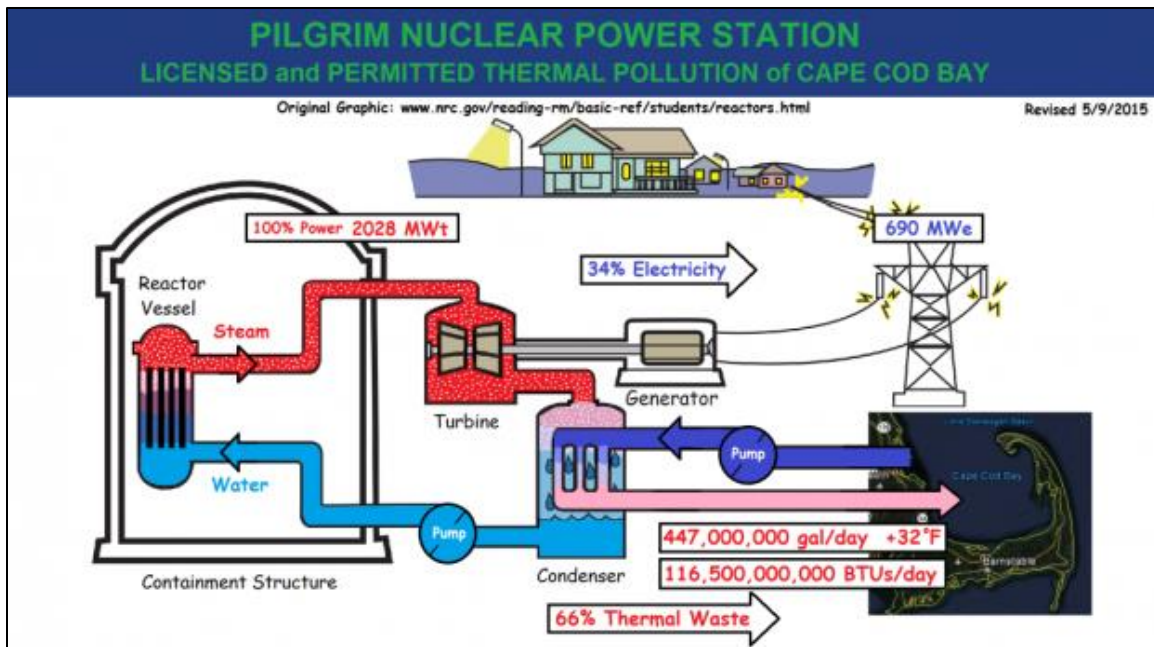 PILGRIM NUCLEAR POWER STATION
LICENSED and PERMITTED THERMAL POLLUTION of CAPE COD BAY
Original Graphic: www.nrc.gov/reading-rm/basic-ref/students/reactors.html
Revised 5/9/2015
100% Power 2028 MWt
690 MWe
34% Electricity
Reactor
Vessel
Steam
Generator
Turbine
Pump
Cape Cod Bay
Water
Pump
447,000,000 gal/day +32°F
Barnstable
116,500,000,000 BTUs/day
Condenser
Containment Structure
66% Thermal Waste